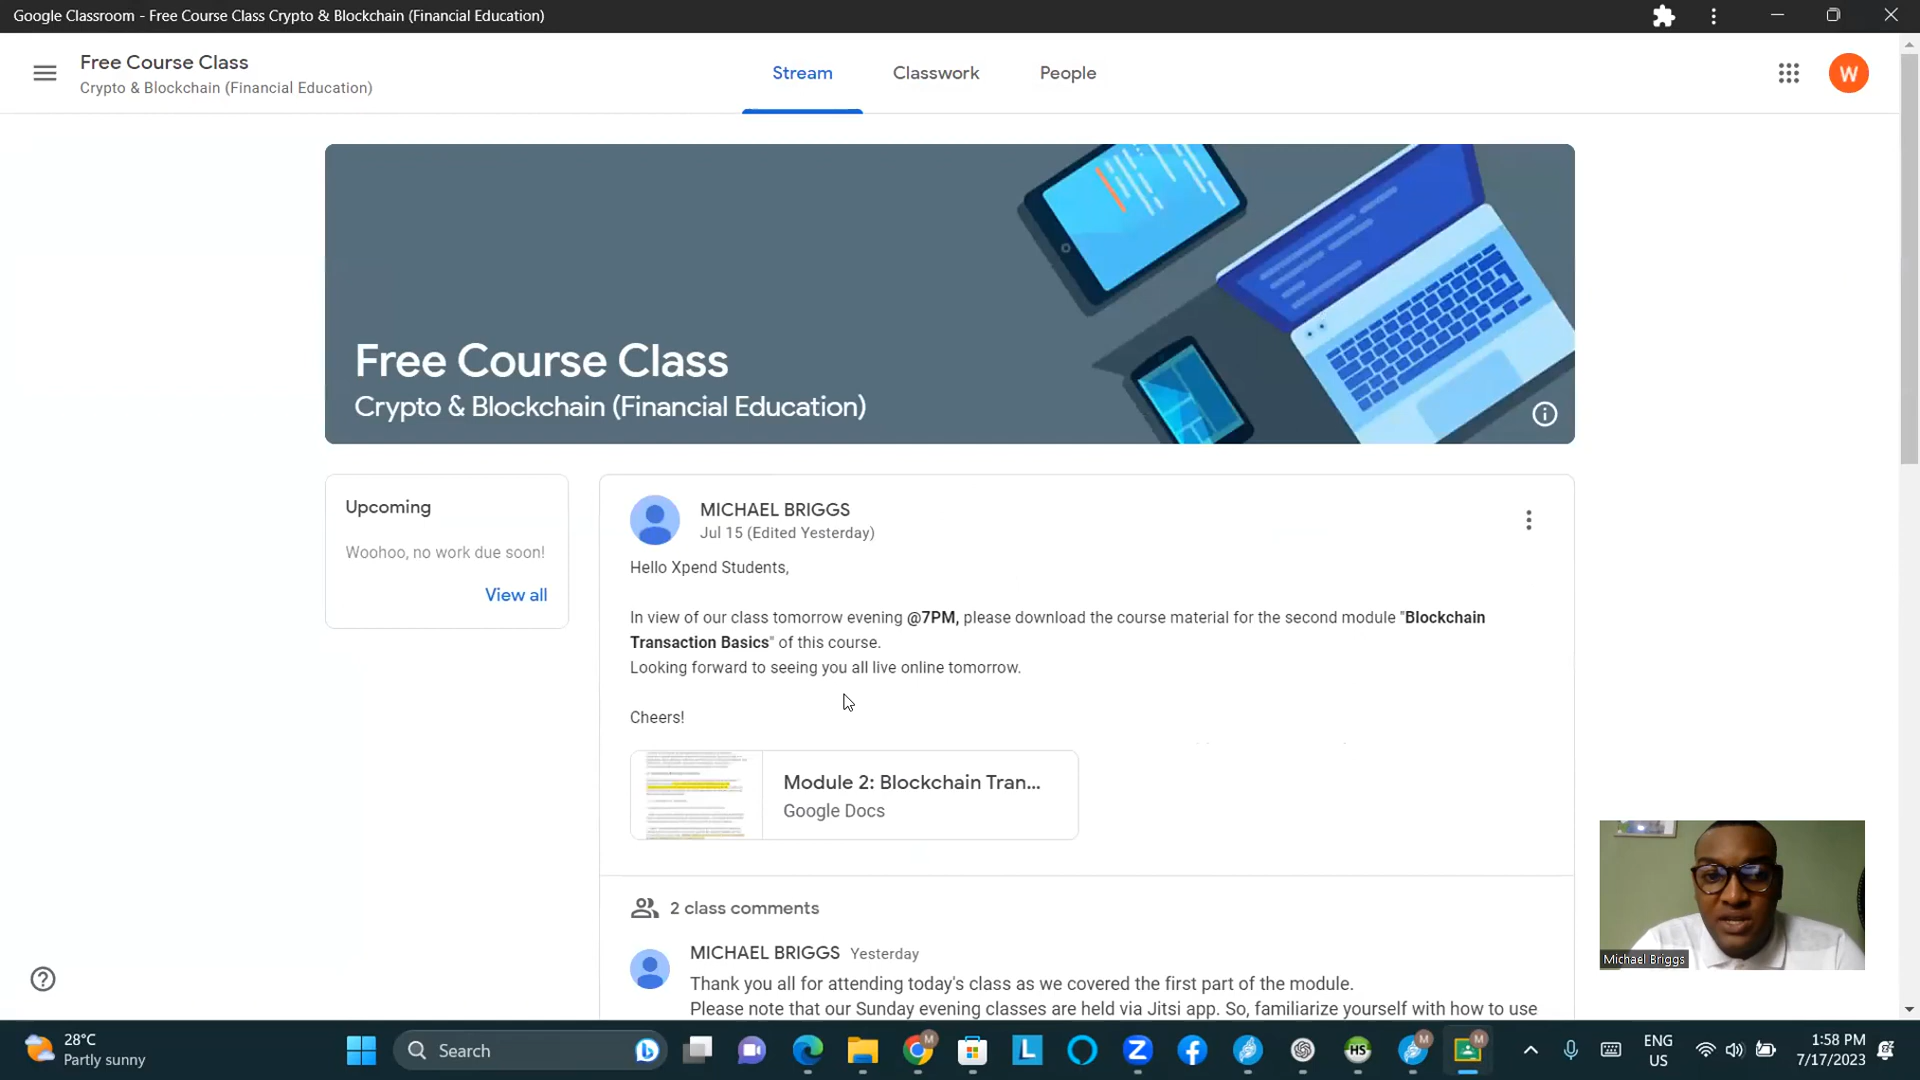 Google Classroom - Free Course Class Crypto & Blockchain (Financial Education)
Free Course Class
Crypto & Blockchain (Financial Education)
Stream
Classwork
People
W
Free Course Class
Crypto & Blockchain (Financial Education)
Upcoming
Woohoo, no work due soon!
View all
MICHAEL BRIGGS
Jul 15 (Edited Yesterday)
Hello Xpend Students,
In view of our class tomorrow evening @7PM, please download the course material for the second module "Blockchain
Transaction Basics" of this course.
Looking forward to seeing you all live online tomorrow.
Cheers!
Module 2: Blockchain Tran...
Google Docs
2 class comments
MICHAEL BRIGGS Yesterday
Thank you all for attending today's class as we covered the first part of the module.
Please note that our Sunday evening classes are held via Jitsi app. So, familiarize yourself with how to use
Michael Briggs
28°C
Partly sunny
Search
M
L
Z
HS
M
M
ENG
US
1:58 PM
7/17/2023